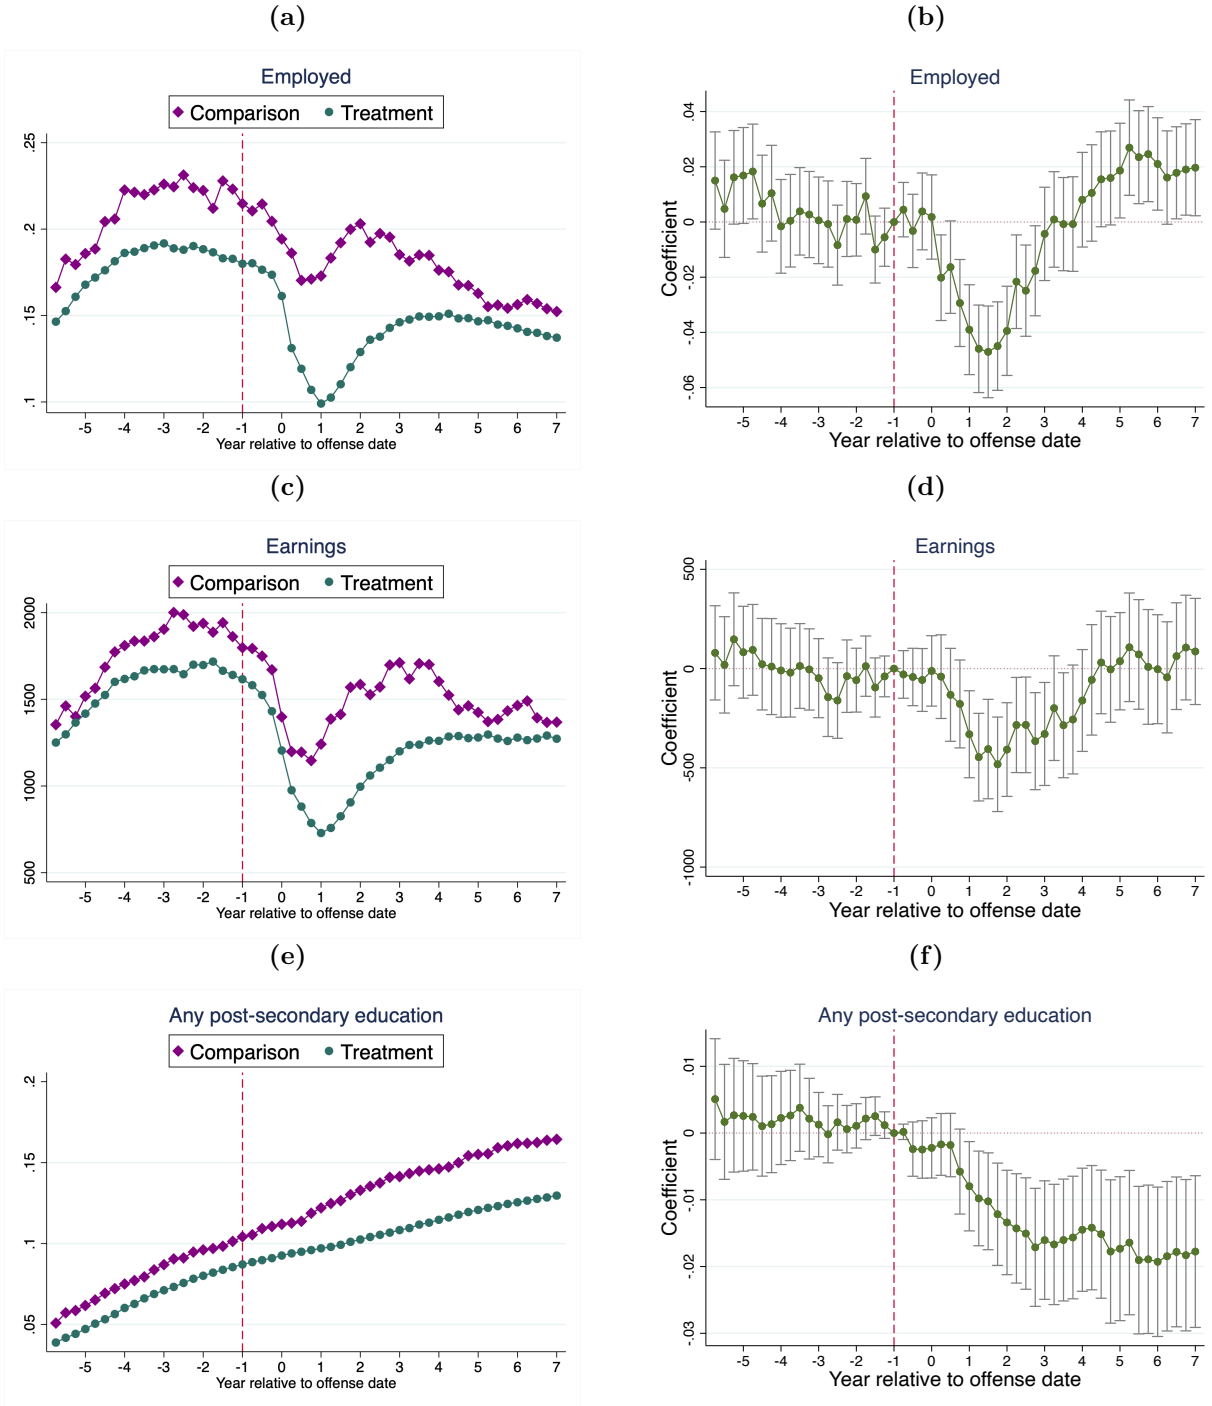 (a)
Employed
Comparison Treatment
.25
.2
.15
.1
-5 -4 -3 -2 -1 0 1 2 3 4 5 6 7
Year relative to offense date
(b)
Employed
Coefficient
.04
.02
0
-.02
-.04
-.06
-5 -4 -3 -2 -1 0 1 2 3 4 5 6 7
Year relative to offense date
(c)
Earnings
Comparison Treatment
2000
1500
1000
500
-5 -4 -3 -2 -1 0 1 2 3 4 5 6 7
Year relative to offense date
(d)
Earnings
Coefficient
500
0
-500
-1000
-5 -4 -3 -2 -1 0 1 2 3 4 5 6 7
Year relative to offense date
(e)
Any post-secondary education
Comparison Treatment
.2
.15
.1
.05
-5 -4 -3 -2 -1 0 1 2 3 4 5 6 7
Year relative to offense date
(f)
Any post-secondary education
Coefficient
.01
0
-.01
-.02
-.03
-5 -4 -3 -2 -1 0 1 2 3 4 5 6 7
Year relative to offense date